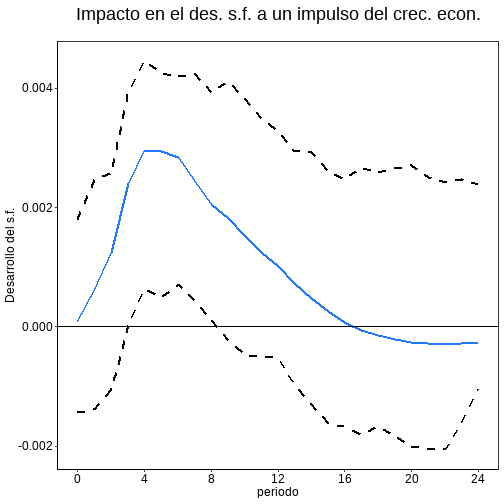 Impacto en el des. s.f. a un impulso del crec. econ.
Desarrollo del s.f.
0.004
0.002
0.000
-0.002
0 4 8 12 16 20 24
periodo